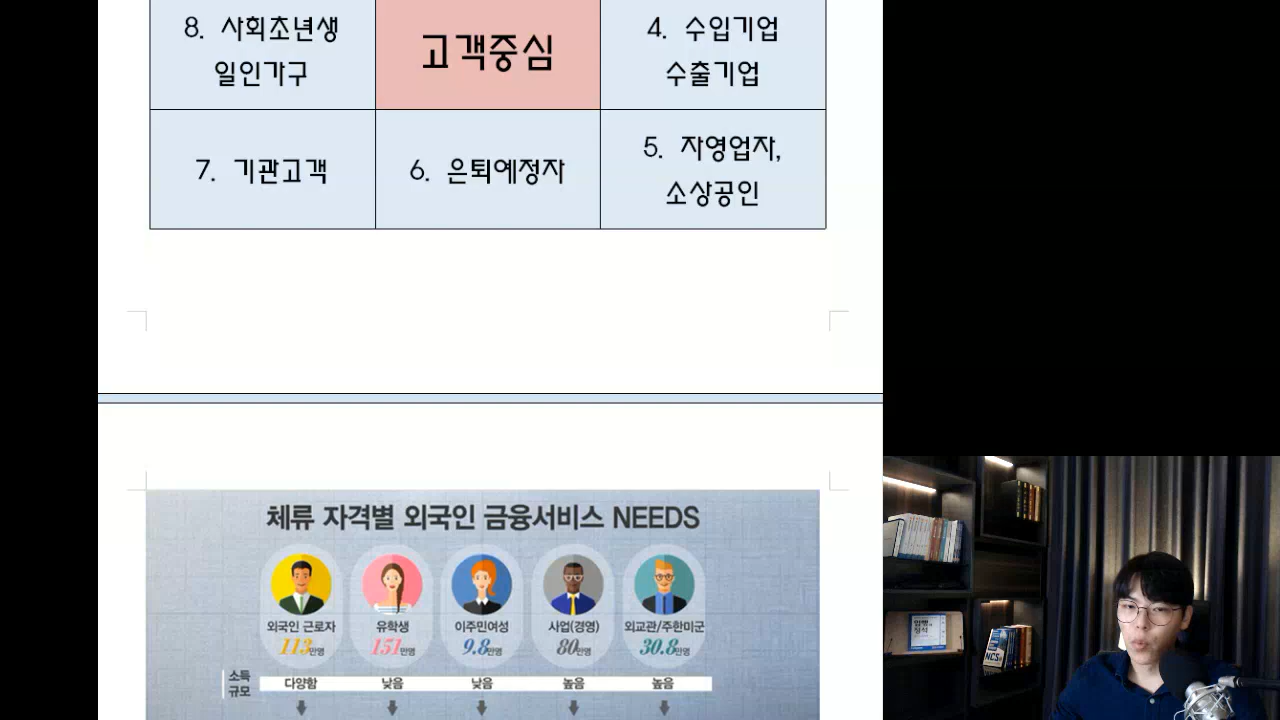 8. 사회초년생
일인가구
고객중심
4. 수입기업
수출기업
7. 기관고객
6. 은퇴예정자
5. 자영업자,
소상공인
체류 자격별 외국인 금융서비스 NEEDS
외국인 근로자
유학생
이주민여성
사업(경영)
외교관/주한미군
113만명
151만명
9.8만명
80만명
30.8만명
소득
규모
다양함
낮음
낮음
높음
높음
NCS